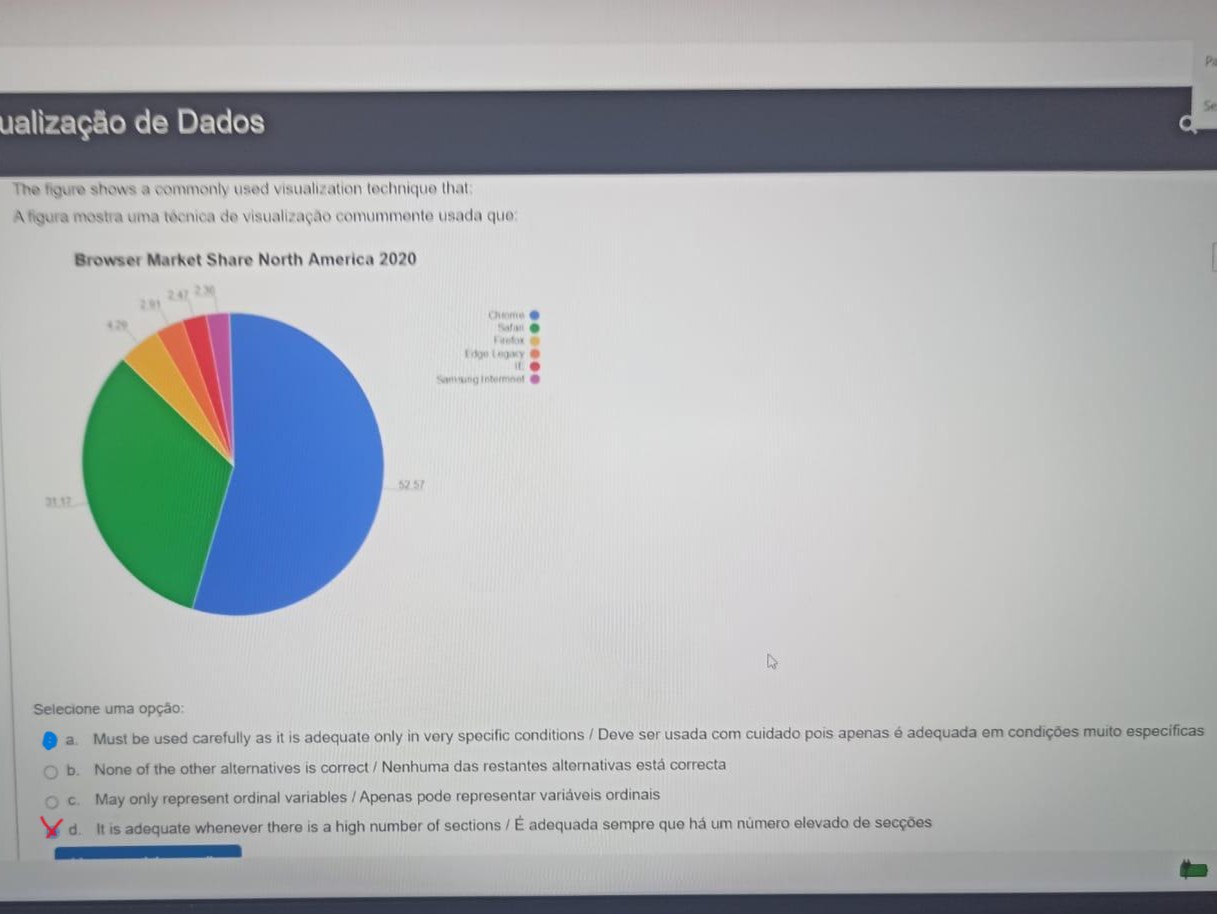 ualização de Dados
The figure shows a commonly used visualization technique that:
A figura mostra uma técnica de visualização comummente usada que:
Browser Market Share North America 2020
4.29
2.91
2.47
2.36
Chrome
Safari
Firefox
Edge Legacy
IE
Samsung Internnet
52.57
31.17
Selecione uma opção:
a. Must be used carefully as it is adequate only in very specific conditions / Deve ser usada com cuidado pois apenas é adequada em condições muito específicas
b. None of the other alternatives is correct / Nenhuma das restantes alternativas está correcta
c. May only represent ordinal variables / Apenas pode representar variáveis ordinais
d. It is adequate whenever there is a high number of sections / É adequada sempre que há um número elevado de secções